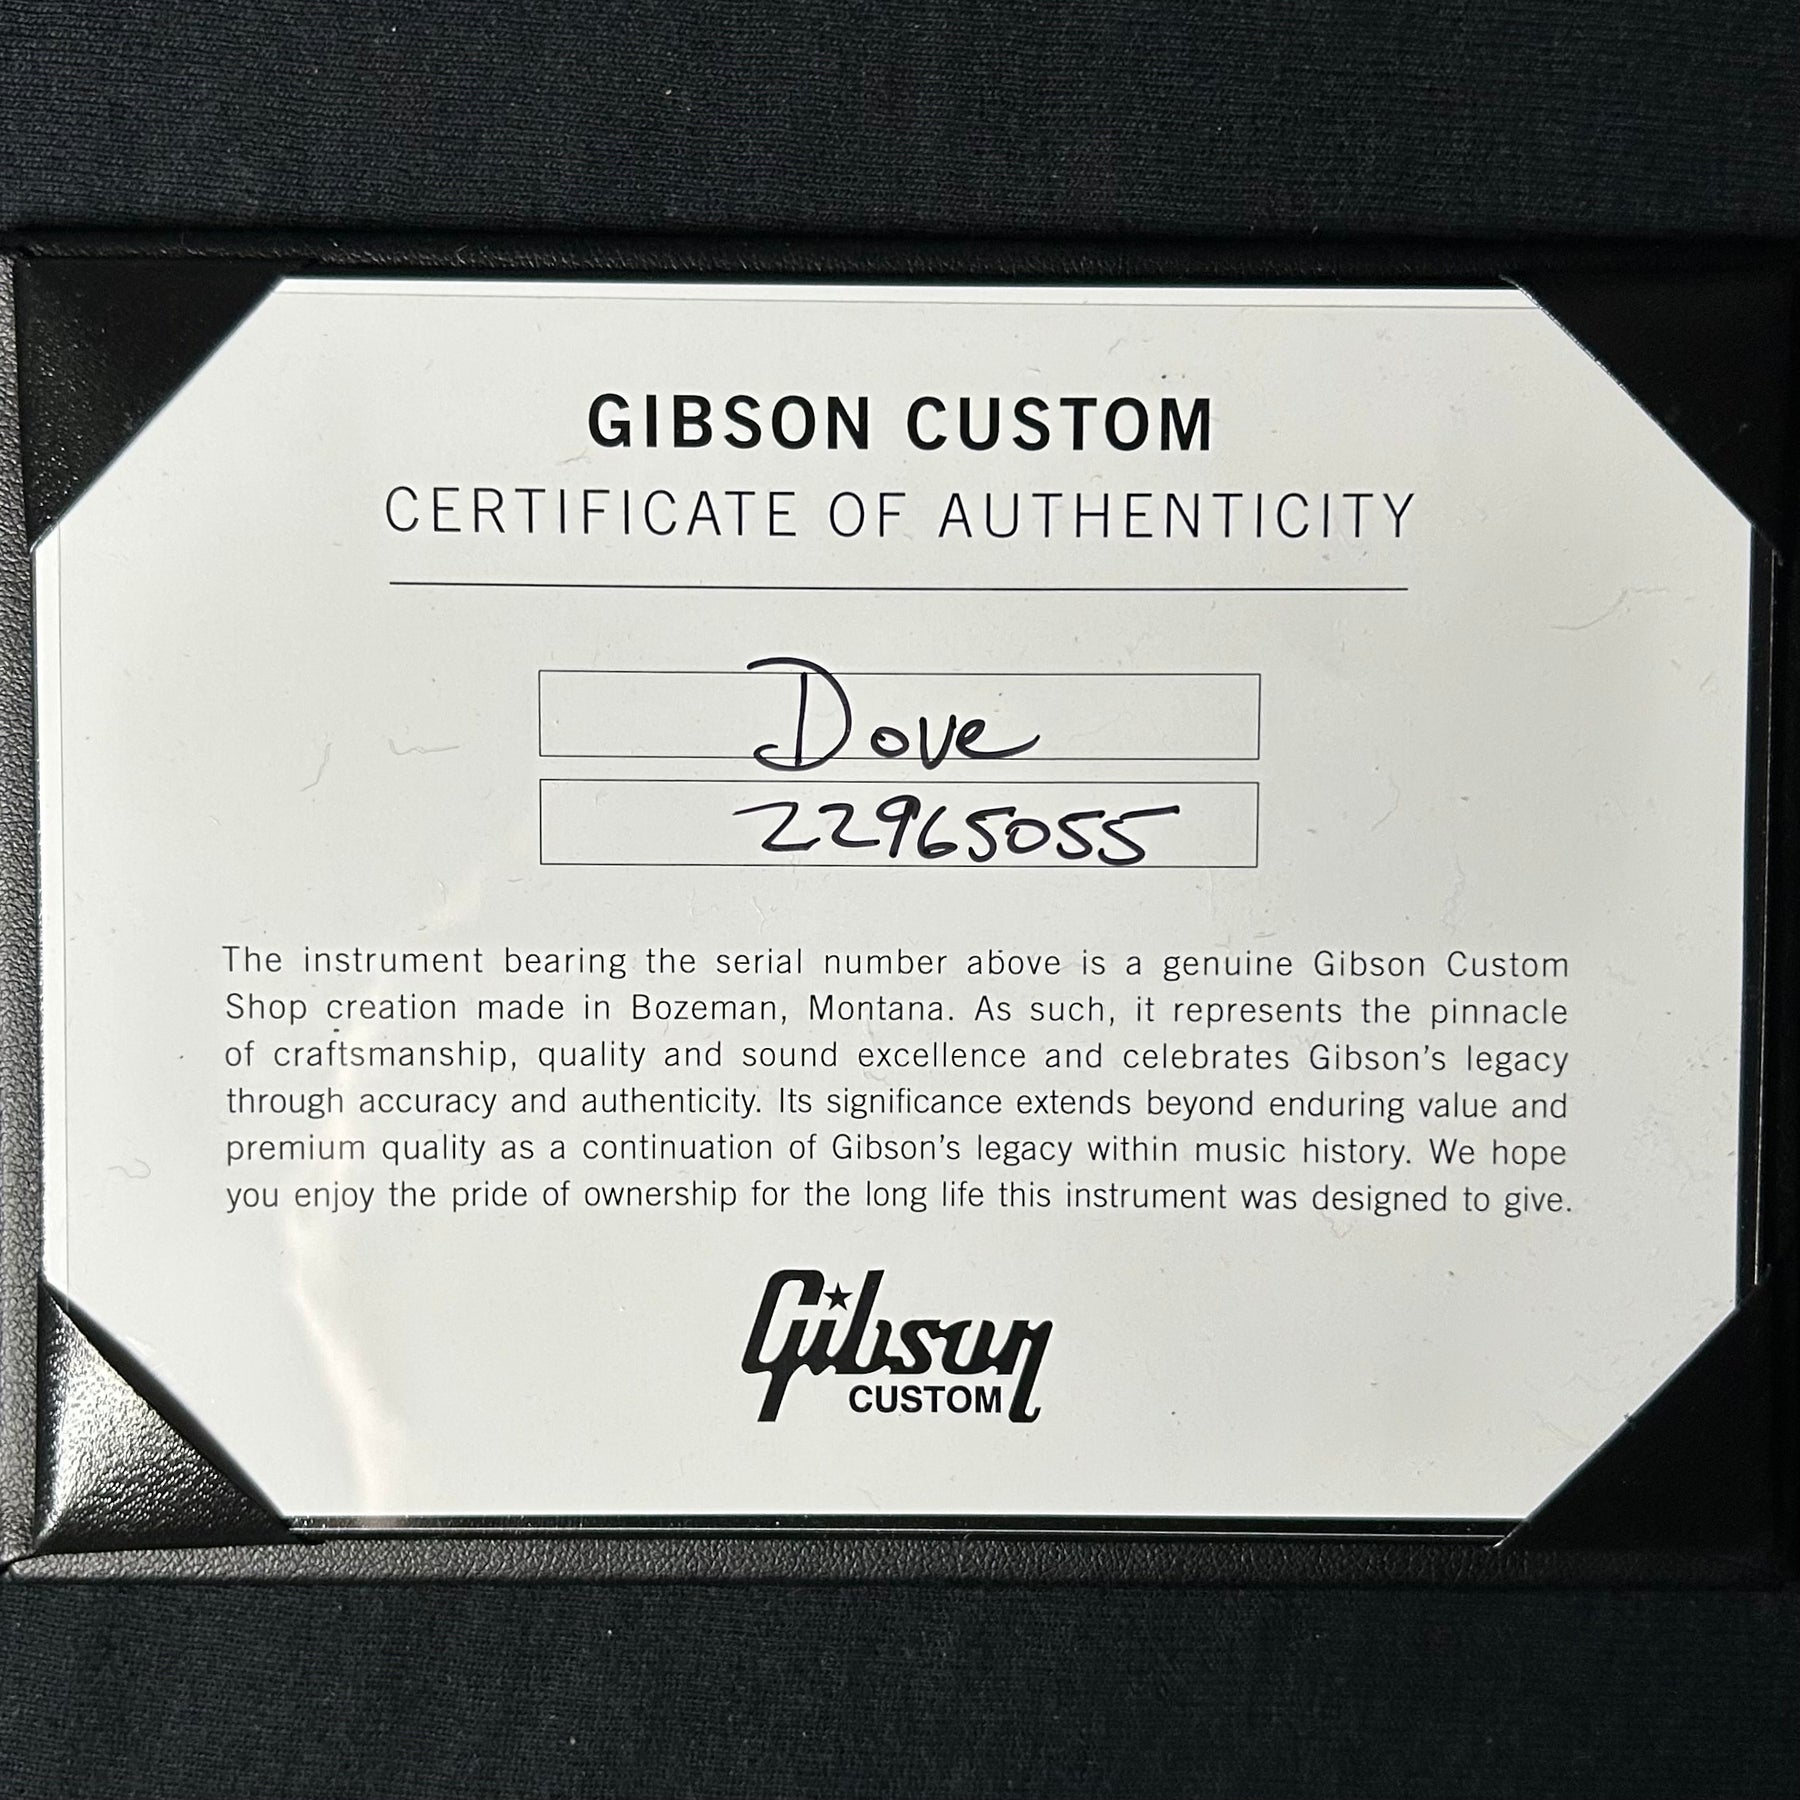 GIBSON CUSTOM
CERTIFICATE OF AUTHENTICITY
Dove
22965055
The instrument bearing the serial number above is a genuine Gibson Custom
Shop creation made in Bozeman, Montana. As such, it represents the pinnacle
of craftsmanship, quality and sound excellence and celebrates Gibson's legacy
through accuracy and authenticity. Its significance extends beyond enduring value and
premium quality as a continuation of Gibson's legacy within music history. We hope
you enjoy the pride of ownership for the long life this instrument was designed to give.
Gibson
CUSTOM